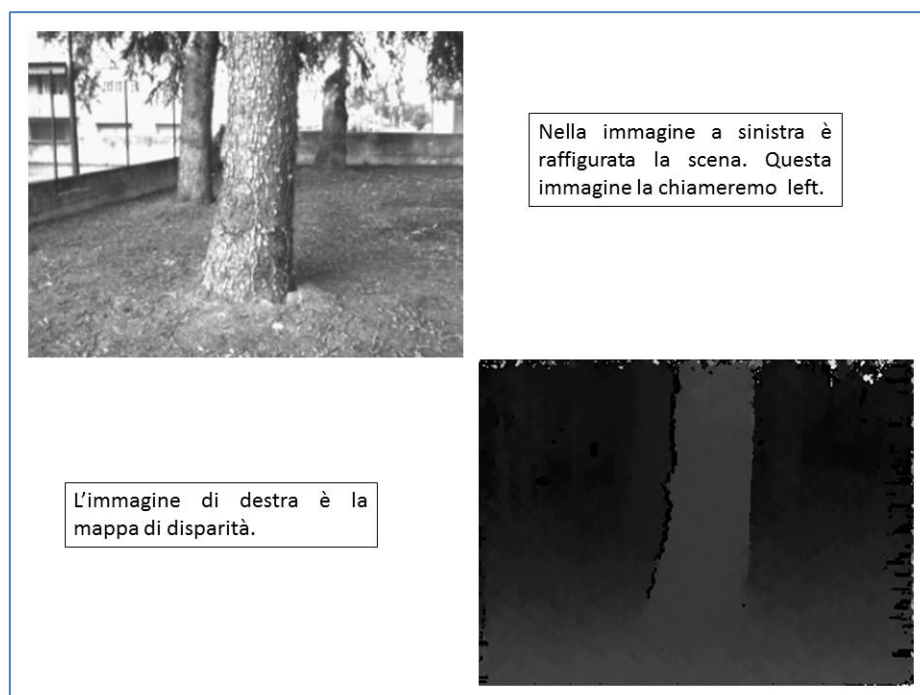 Nella immagine a sinistra è
raffigurata la scena. Questa
immagine la chiameremo left.
L’immagine di destra è la
mappa di disparità.